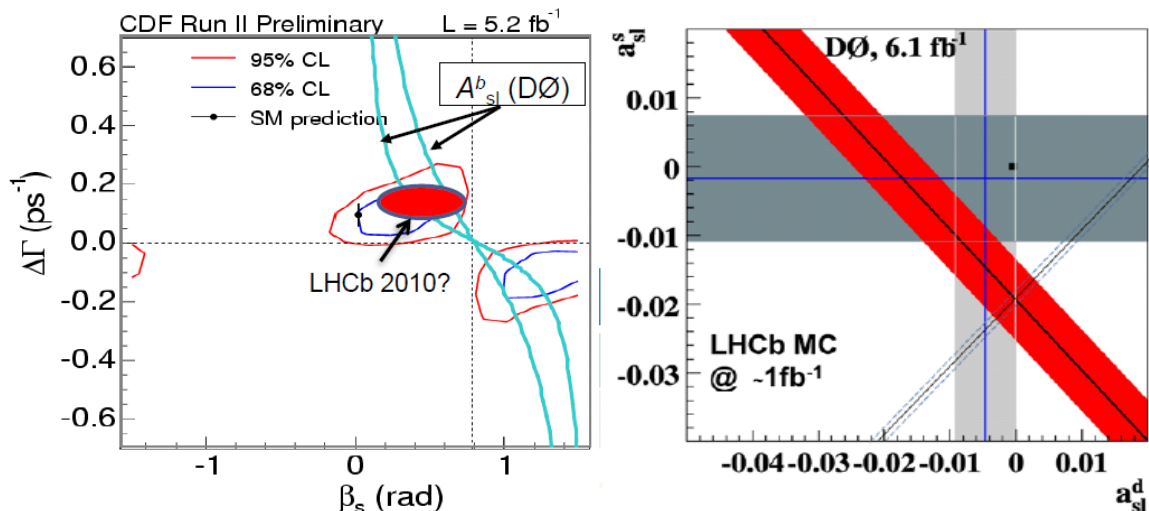 CDF Run II Preliminary L = 5.2 fb⁻¹
95% CL
68% CL
SM prediction
Aᵇsl (DØ)
LHCb 2010?
0.6
0.4
0.2
0.0
-0.2
-0.4
-0.6
ΔΓ (ps⁻¹)
-1 0 1
βs (rad)
DØ, 6.1 fb⁻¹
aˢsl
0.01
0
-0.01
-0.02
-0.03
LHCb MC
@ ~1fb⁻¹
-0.04 -0.03 -0.02 -0.01 0 0.01
aᵈsl